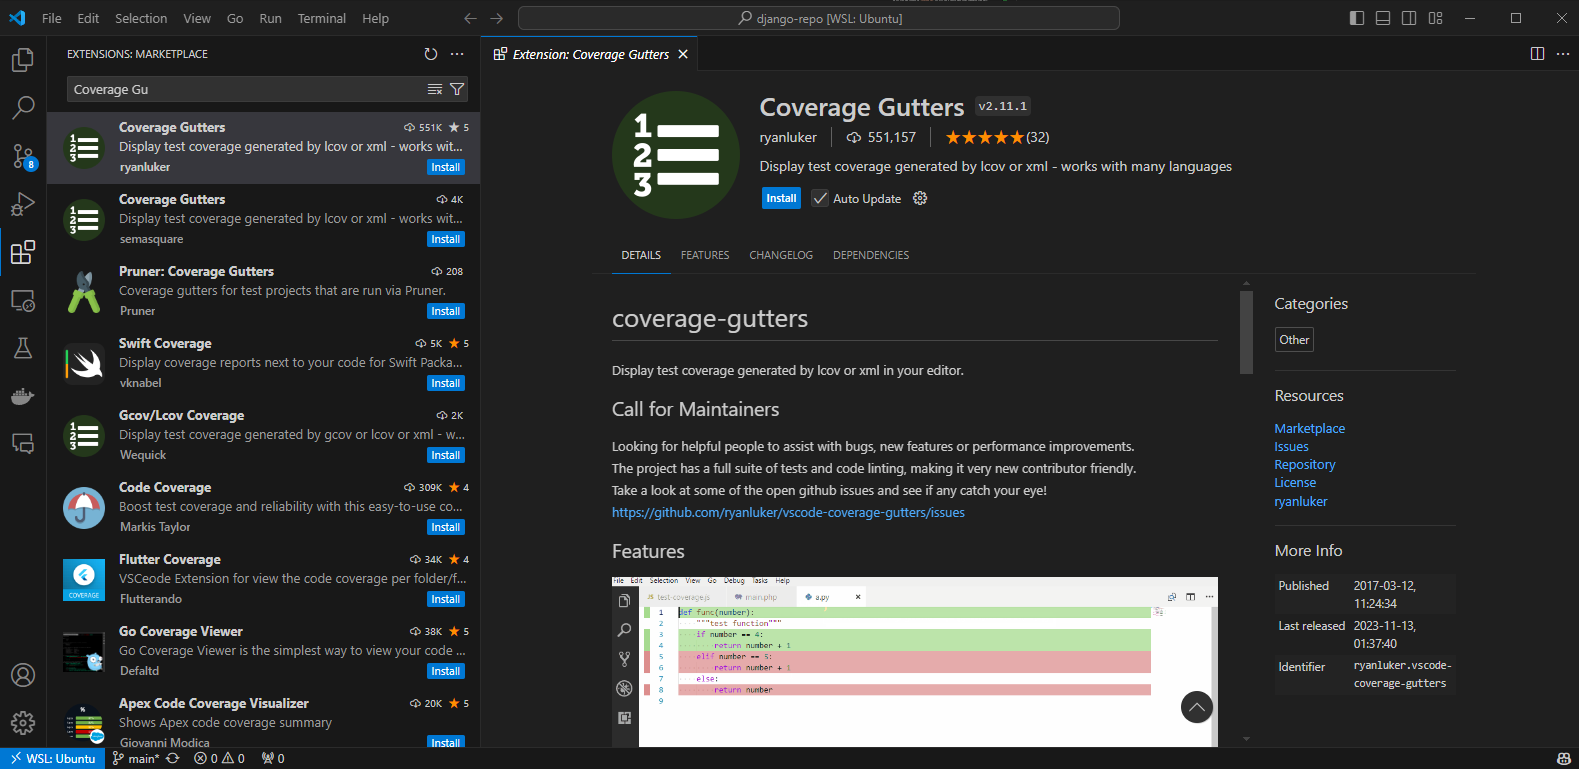 File Edit Selection View Go Run Terminal Help
django-repo [WSL: Ubuntu]
EXTENSIONS: MARKETPLACE
Coverage Gu
Coverage Gutters 551K 5
Display test coverage generated by lcov or xml - works wit...
ryanluker Install
Coverage Gutters 4K
Display test coverage generated by lcov or xml - works wit...
semasquare Install
Pruner: Coverage Gutters 208
Coverage gutters for test projects that are run via Pruner.
Pruner Install
Swift Coverage 5K 5
Display coverage reports next to your code for Swift Packa...
vknabel Install
Gcov/Lcov Coverage 2K
Display test coverage generated by gcov or lcov or xml - w...
Wequick Install
Code Coverage 309K 4
Boost test coverage and reliability with this easy-to-use co...
Markis Taylor Install
Flutter Coverage 34K 4
VSCeode Extension for view the code coverage per folder/f...
Flutterando Install
COVERAGE
Go Coverage Viewer 38K 5
Go Coverage Viewer is the simplest way to view your code ...
Defaltd Install
Apex Code Coverage Visualizer 20K 5
Shows Apex code coverage summary
Giovanni Modica Install
8
Extension: Coverage Gutters
1
2
3
Coverage Gutters v2.11.1
ryanluker 551,157 (32)
Display test coverage generated by lcov or xml - works with many languages
Install Auto Update
DETAILS FEATURES CHANGELOG DEPENDENCIES
coverage-gutters
Display test coverage generated by lcov or xml in your editor.
Call for Maintainers
Looking for helpful people to assist with bugs, new features or performance improvements.
The project has a full suite of tests and code linting, making it very new contributor friendly.
Take a look at some of the open github issues and see if any catch your eye!
https://github.com/ryanluker/vscode-coverage-gutters/issues
Features
File Edit Selection View Go Debug Tasks Help
test-coverage.js main.php a.py
1 def func(number):
2 """test function"""
3 if number == 4:
4 return number + 1
5 elif number == 5:
6 return number + 1
7 else:
8 return number
9
Categories
Other
Resources
Marketplace
Issues
Repository
License
ryanluker
More Info
Published 2017-03-12,
11:24:34
Last released 2023-11-13,
01:37:40
Identifier ryanluker.vscode-
coverage-gutters
WSL: Ubuntu main* 0 0 0